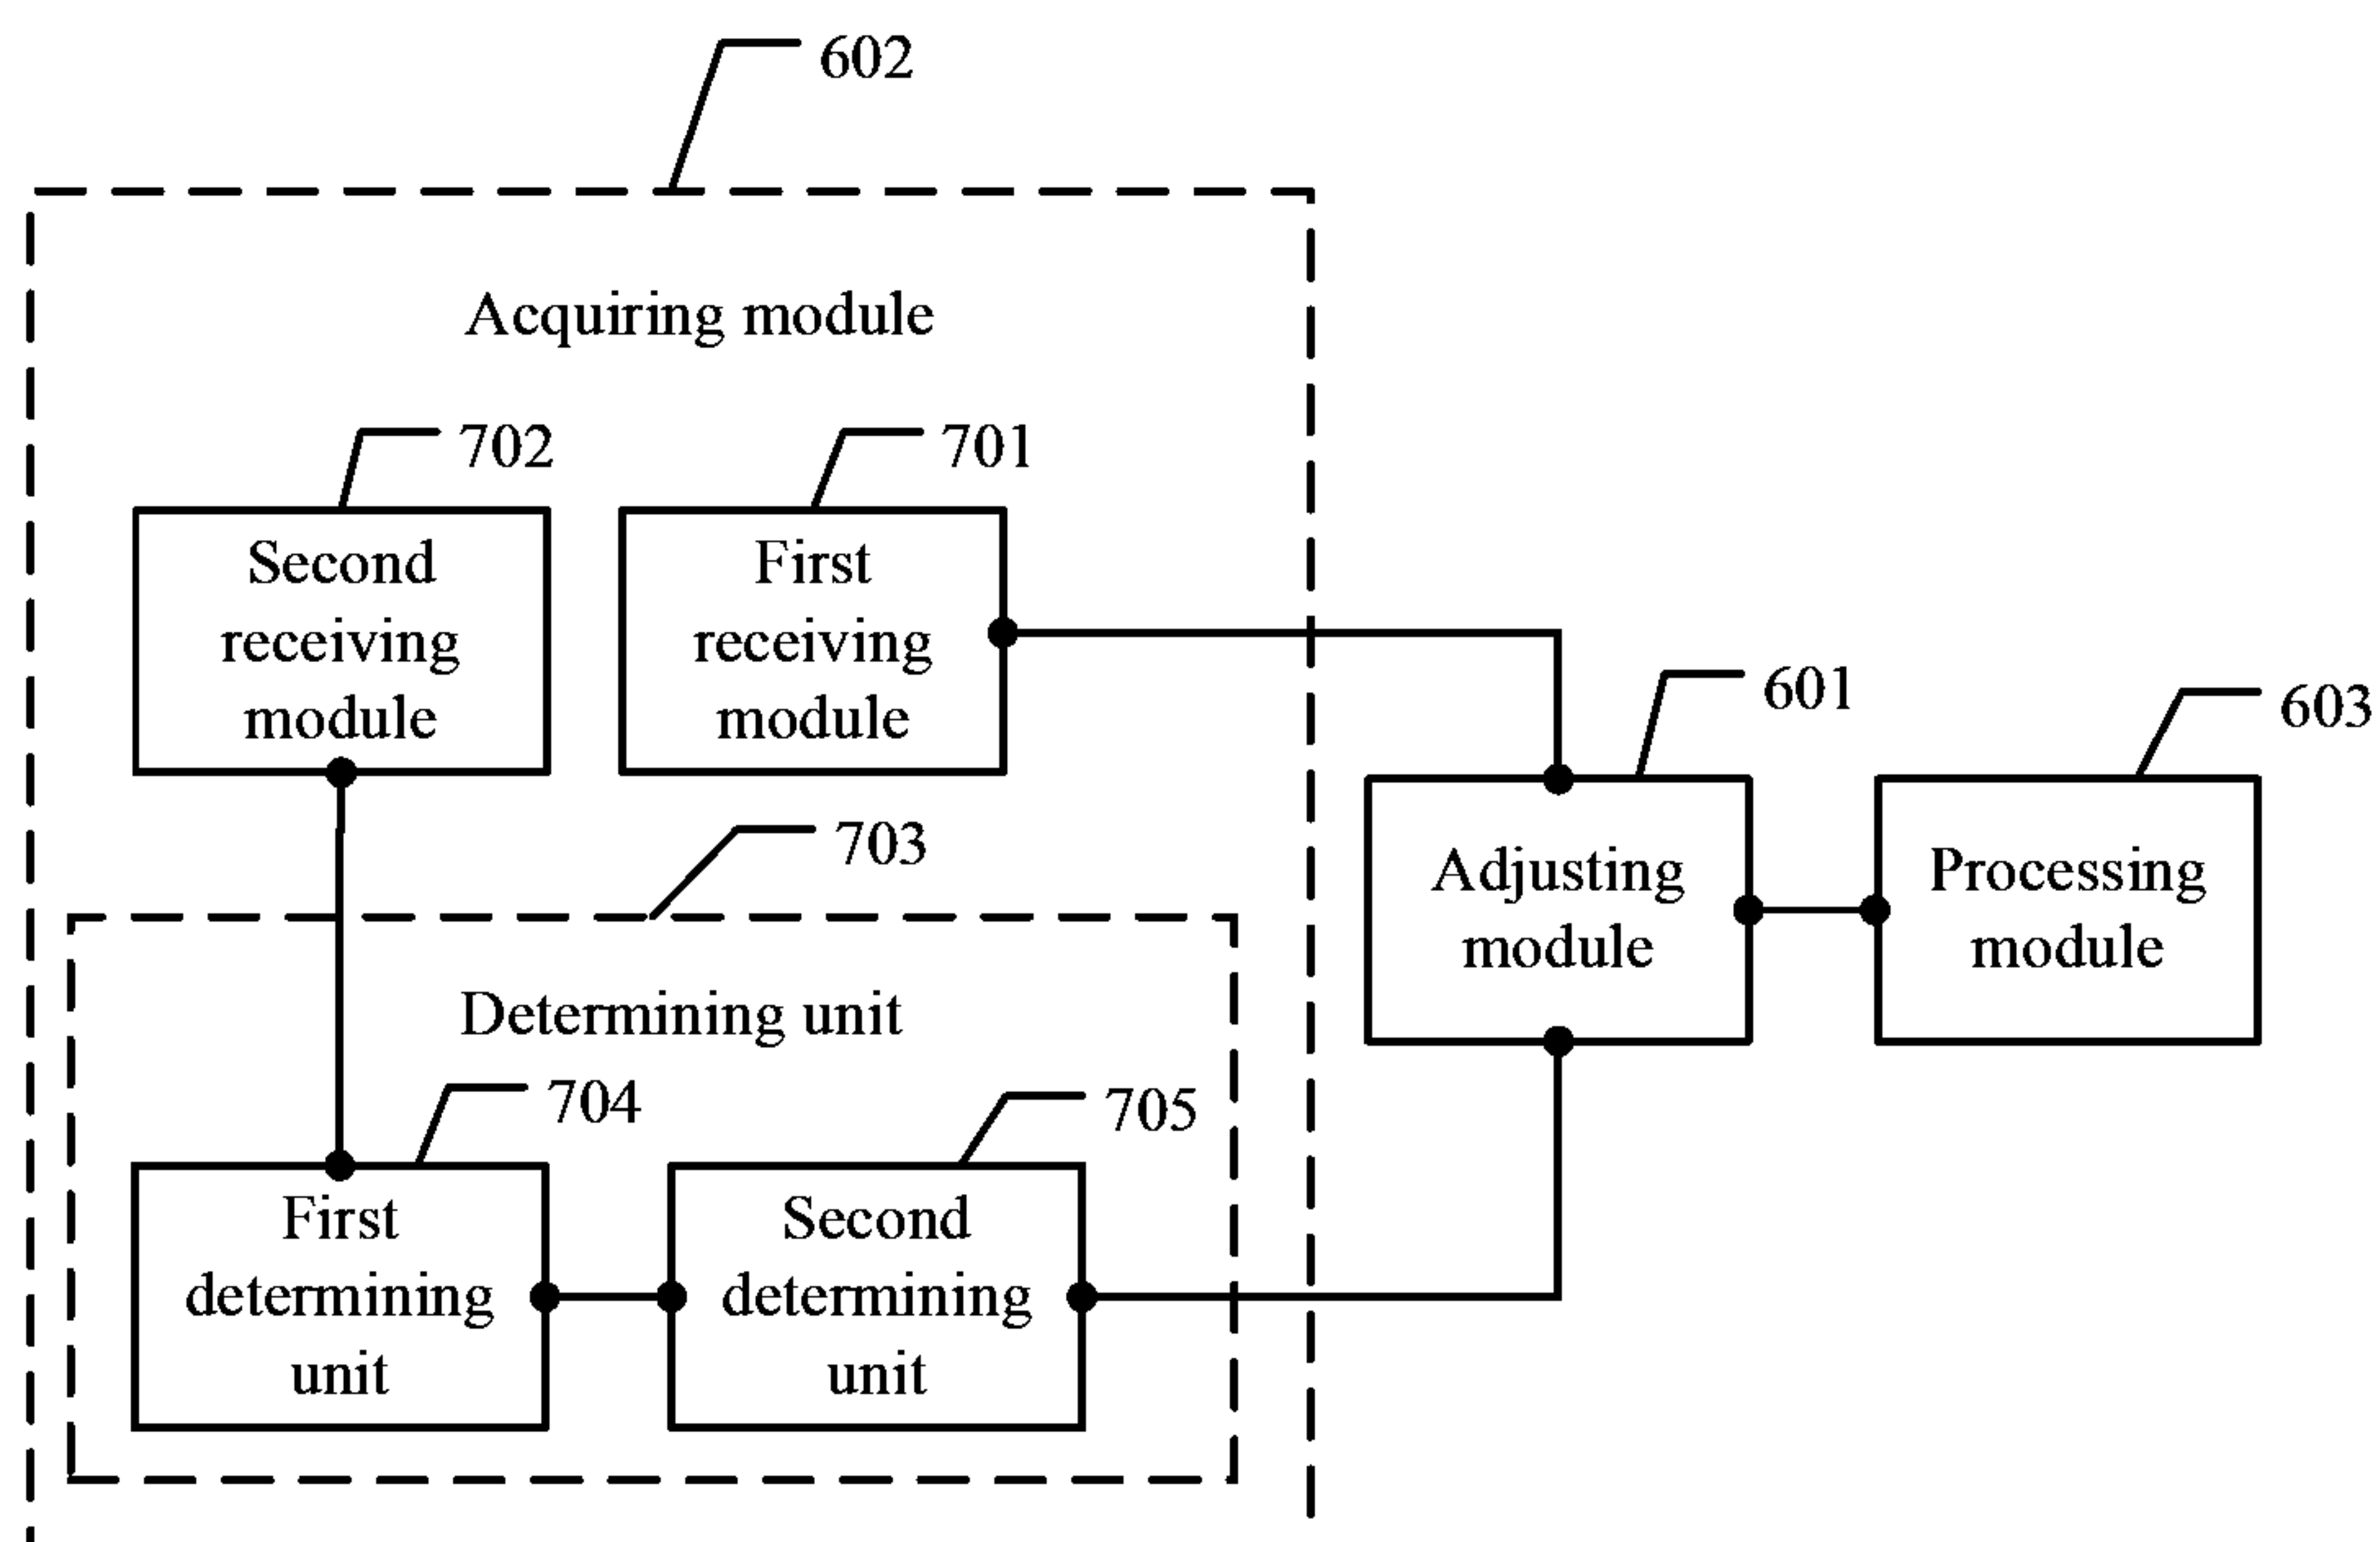 602
Acquiring module
702
701
Second
receiving
module
First
receiving
module
601
603
703
Adjusting
module
Processing
module
Determining unit
704
705
First
determining
unit
Second
determining
unit